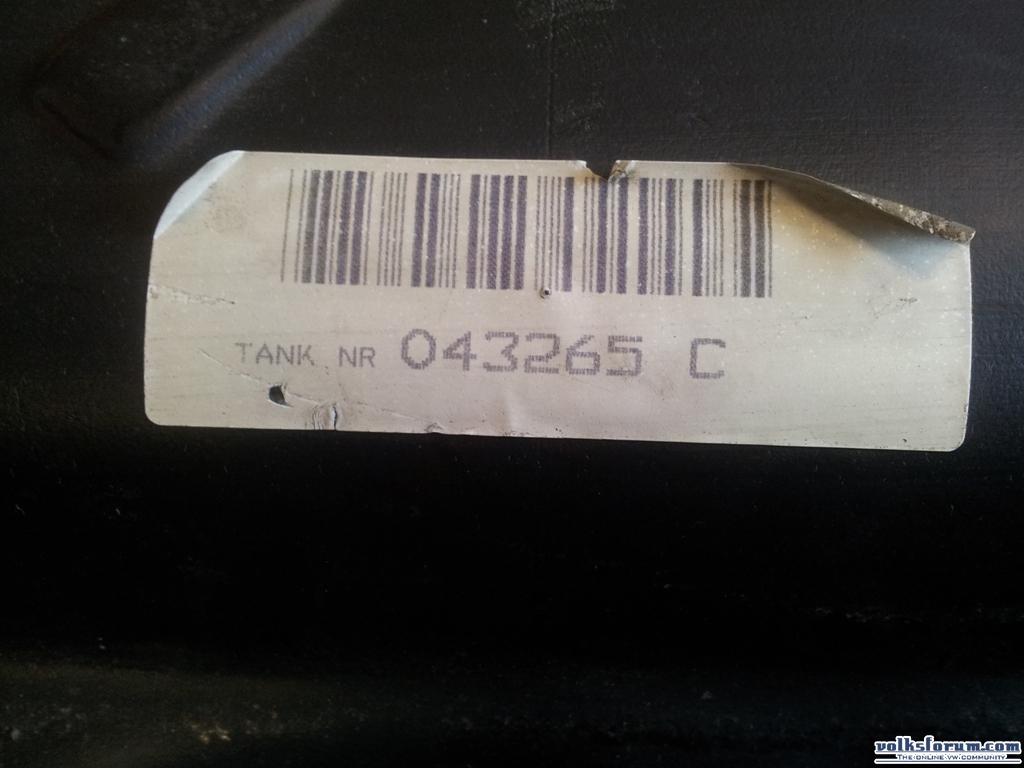 TANK NR 043265 C
volksforum.com
THE ONLINE VW COMMUNITY